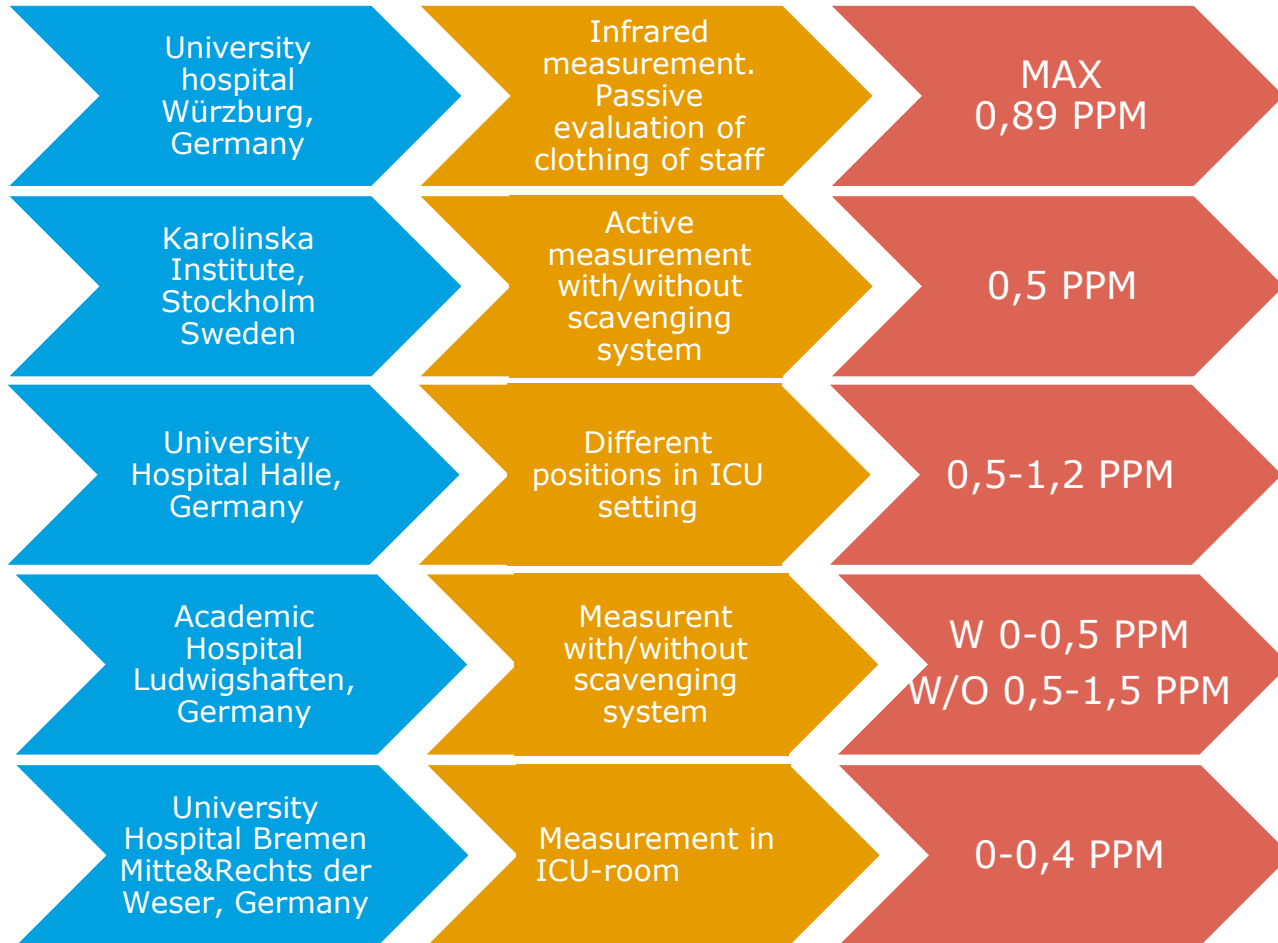 University
hospital
Würzburg,
Germany
Infrared
measurement.
Passive
evaluation of
clothing of staff
MAX
0,89 PPM
Karolinska
Institute,
Stockholm
Sweden
Active
measurement
with/without
scavenging
system
0,5 PPM
University
Hospital Halle,
Germany
Different
positions in ICU
setting
0,5-1,2 PPM
Academic
Hospital
Ludwigshaften,
Germany
Measurent
with/without
scavenging
system
W 0-0,5 PPM
W/O 0,5-1,5 PPM
University
Hospital Bremen
Mitte&Rechts der
Weser, Germany
Measurement in
ICU-room
0-0,4 PPM